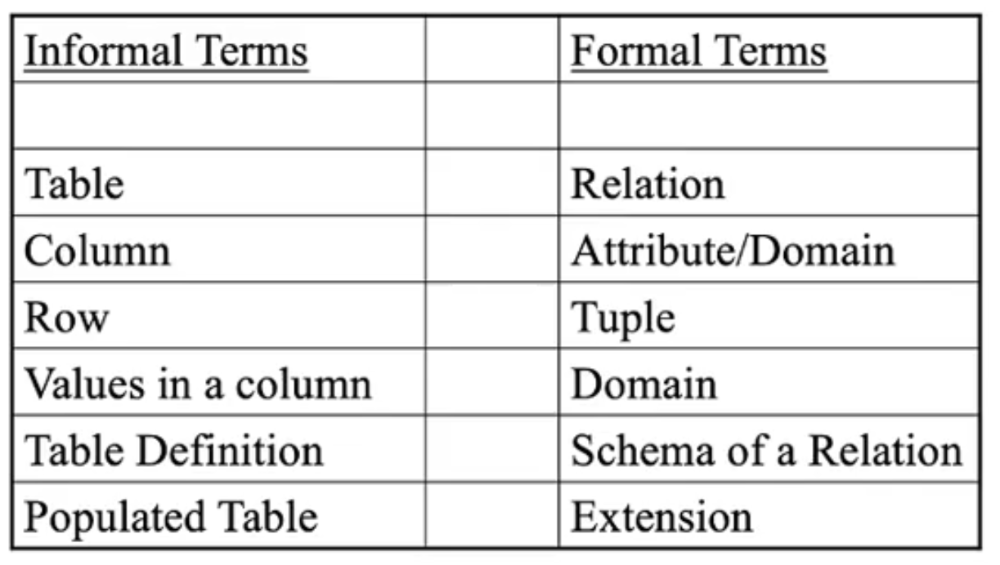 Informal Terms Formal Terms
Table Relation
Column Attribute/Domain
Row Tuple
Values in a column Domain
Table Definition Schema of a Relation
Populated Table Extension